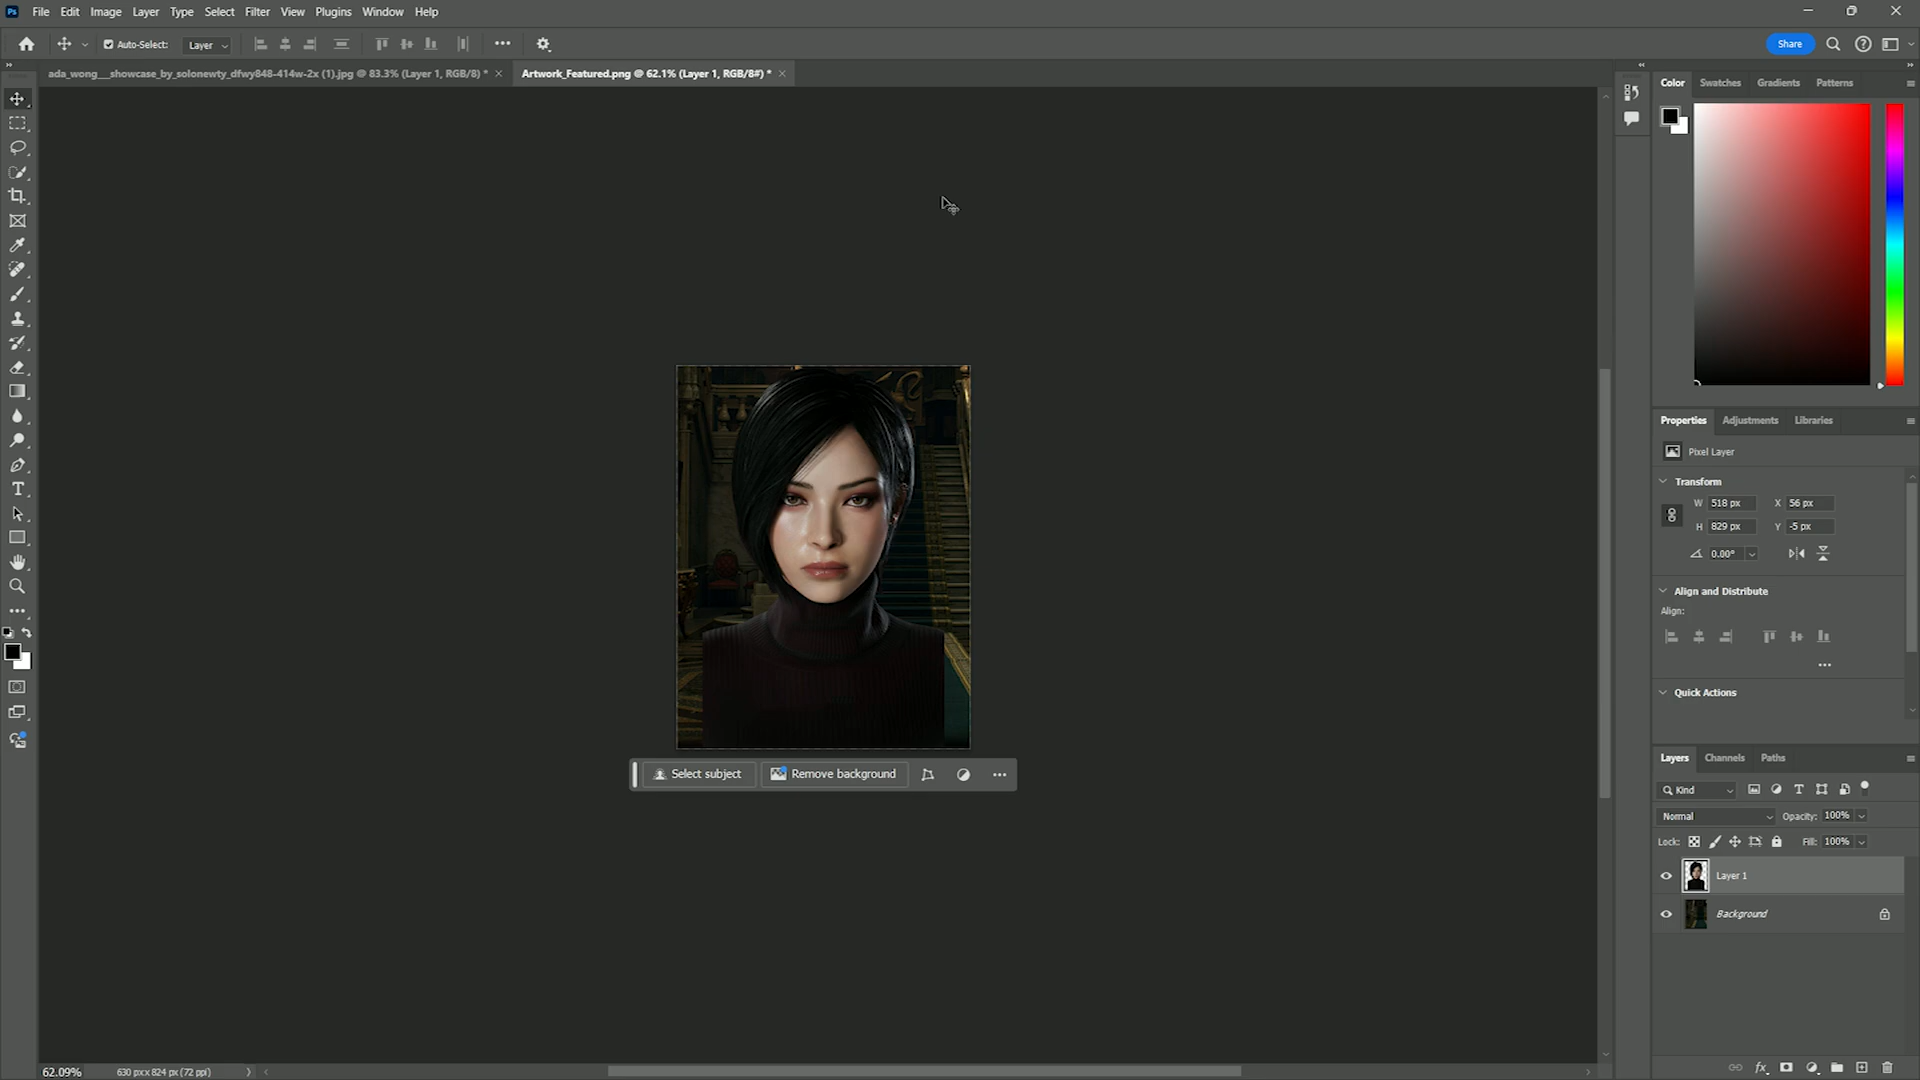 Ps File Edit Image Layer Type Select Filter View Plugins Window Help
Auto-Select: Layer Share
ada_wong__showcase_by_solonewty_dfwy848-414w-2x (1).jpg @ 83.3% (Layer 1, RGB/8) *
Artwork_Featured.png @ 62.1% (Layer 1, RGB/8#) *
Color Swatches Gradients Patterns
Properties Adjustments Libraries
Pixel Layer
Transform
W 518 px X 56 px
H 829 px Y -5 px
0.00°
Align and Distribute
Align:
Quick Actions
Select subject Remove background
Layers Channels Paths
Kind
Normal Opacity: 100%
Lock: Fill: 100%
Layer 1
Background
62.09% 630 px x 824 px (72 ppi)
fx